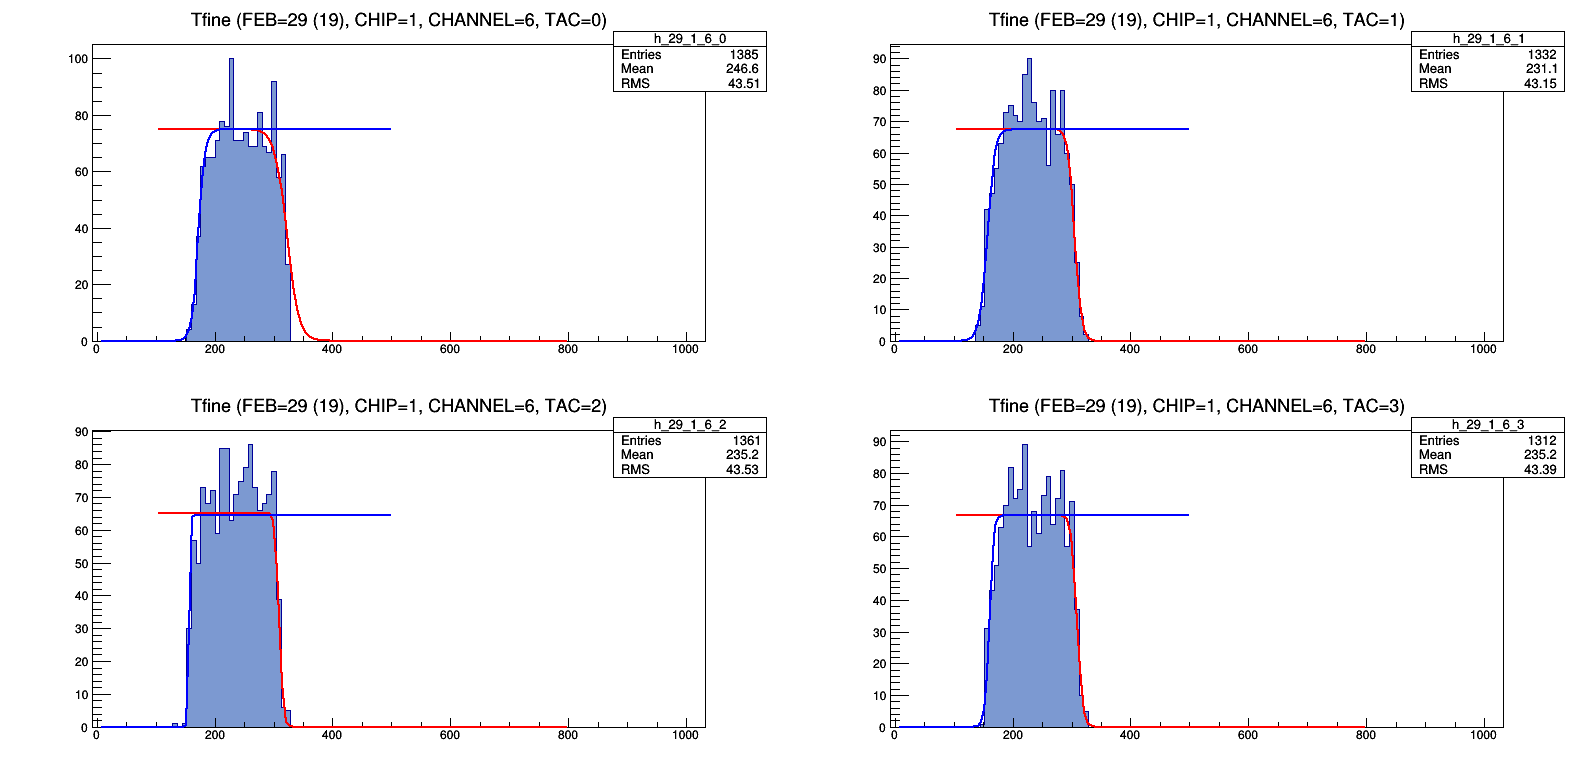 Tfine (FEB=29 (19), CHIP=1, CHANNEL=6, TAC=0)
h_29_1_6_0
Entries 1385
Mean 246.6
RMS 43.51
100
80
60
40
20
0
0 200 400 600 800 1000
Tfine (FEB=29 (19), CHIP=1, CHANNEL=6, TAC=1)
h_29_1_6_1
Entries 1332
Mean 231.1
RMS 43.15
90
80
70
60
50
40
30
20
10
0
0 200 400 600 800 1000
Tfine (FEB=29 (19), CHIP=1, CHANNEL=6, TAC=2)
h_29_1_6_2
Entries 1361
Mean 235.2
RMS 43.53
90
80
70
60
50
40
30
20
10
0
0 200 400 600 800 1000
Tfine (FEB=29 (19), CHIP=1, CHANNEL=6, TAC=3)
h_29_1_6_3
Entries 1312
Mean 235.2
RMS 43.39
90
80
70
60
50
40
30
20
10
0
0 200 400 600 800 1000